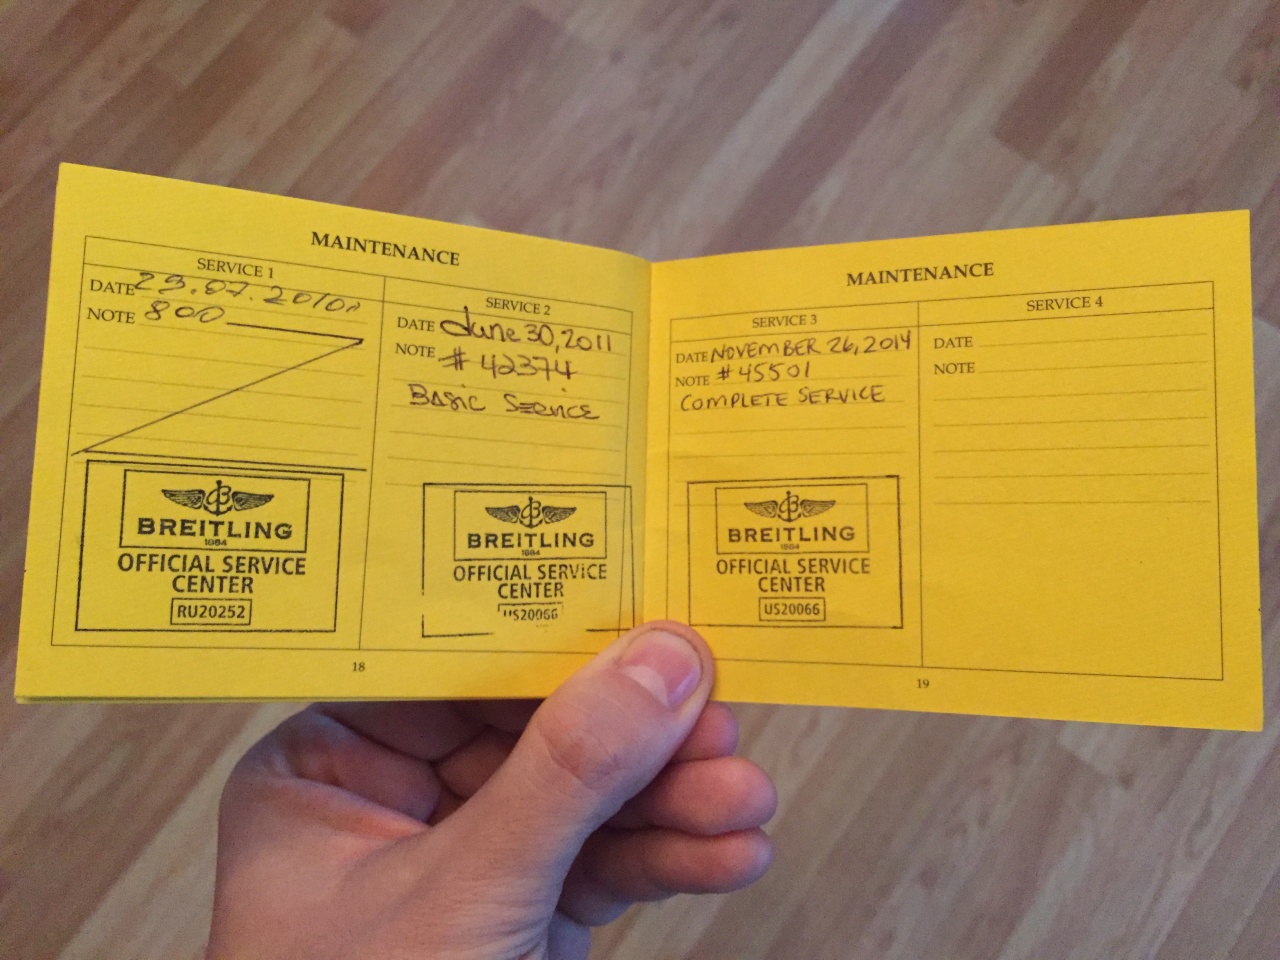 MAINTENANCE
SERVICE 1
DATE 29.07.2010
NOTE 800
BREITLING
1884
OFFICIAL SERVICE
CENTER
RU20252
SERVICE 2
DATE June 30, 2011
NOTE # 42374
Basic Service
BREITLING
1884
OFFICIAL SERVICE
CENTER
US20066
18
MAINTENANCE
SERVICE 3
DATE NOVEMBER 26, 2014
NOTE # 45501
COMPLETE SERVICE
BREITLING
1884
OFFICIAL SERVICE
CENTER
US20066
SERVICE 4
DATE
NOTE
19